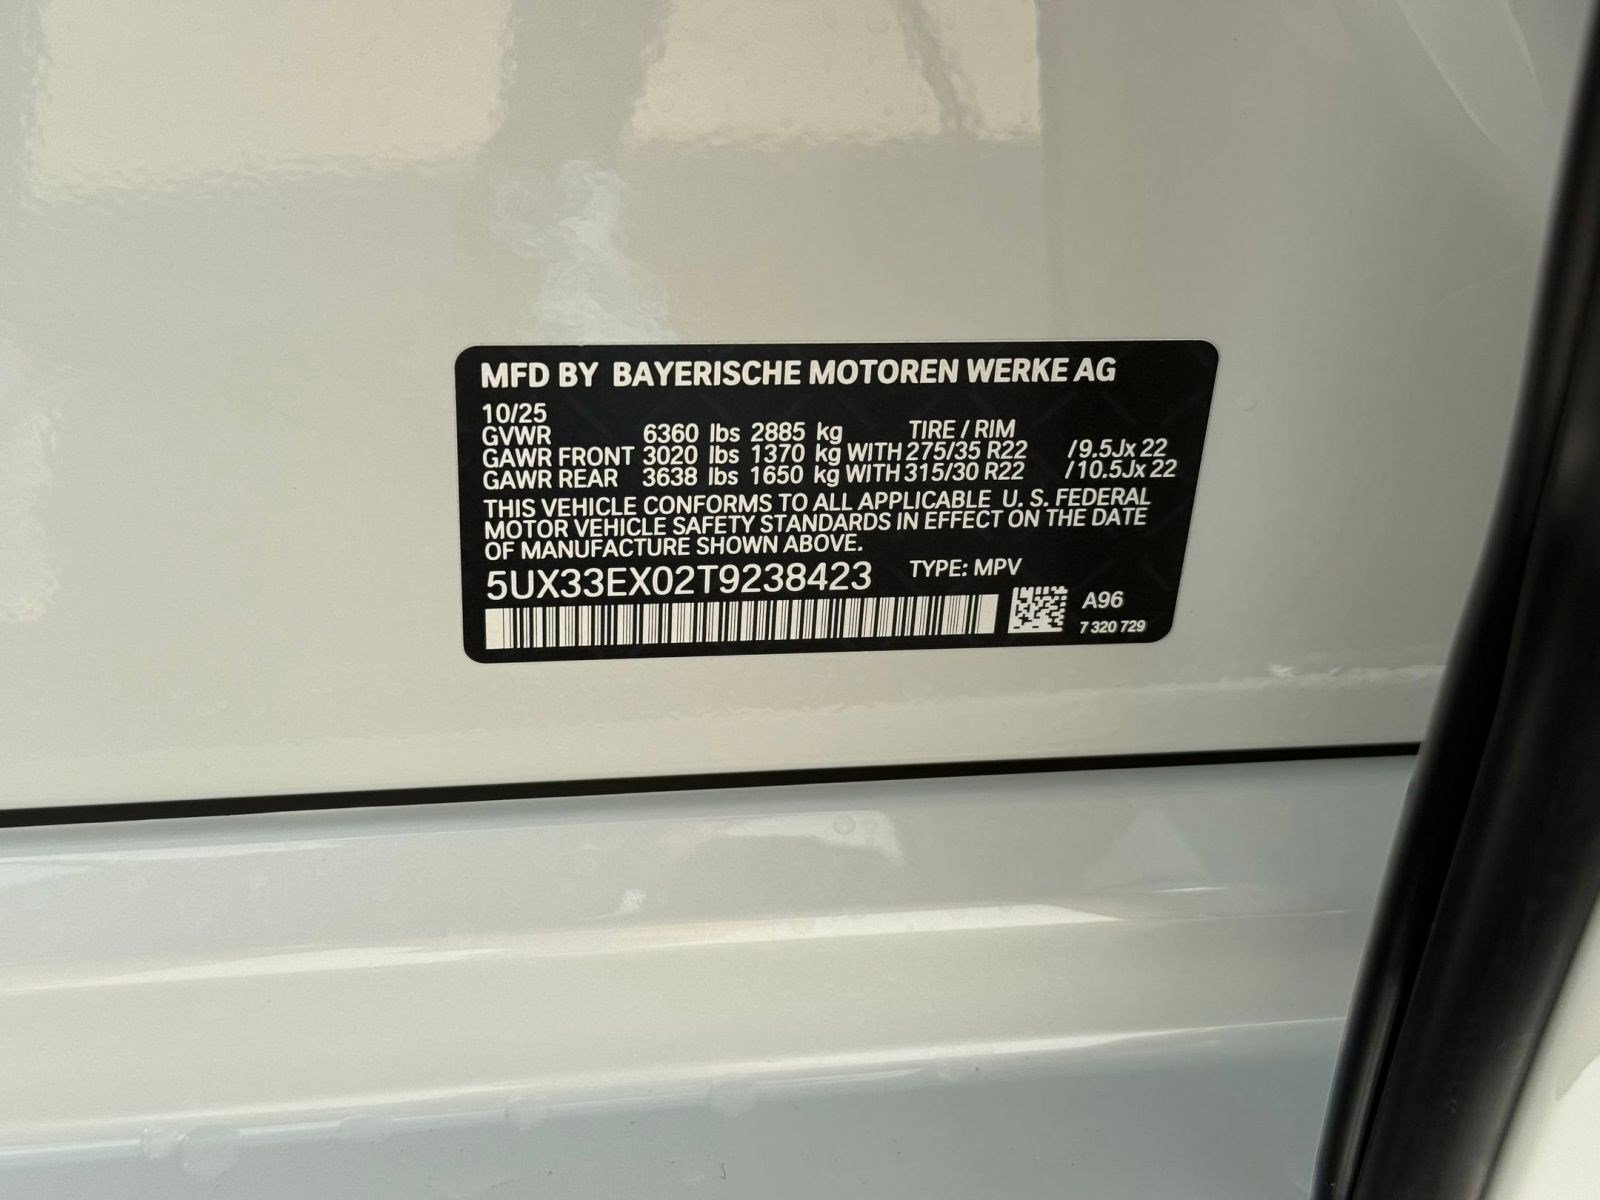 MFD BY BAYERISCHE MOTOREN WERKE AG
10/25
GVWR 6360 lbs 2885 kg TIRE / RIM
GAWR FRONT 3020 lbs 1370 kg WITH 275/35 R22 /9.5Jx 22
GAWR REAR 3638 lbs 1650 kg WITH 315/30 R22 /10.5Jx 22
THIS VEHICLE CONFORMS TO ALL APPLICABLE U. S. FEDERAL
MOTOR VEHICLE SAFETY STANDARDS IN EFFECT ON THE DATE
OF MANUFACTURE SHOWN ABOVE.
5UX33EX02T9238423 TYPE: MPV
A96
7 320 729